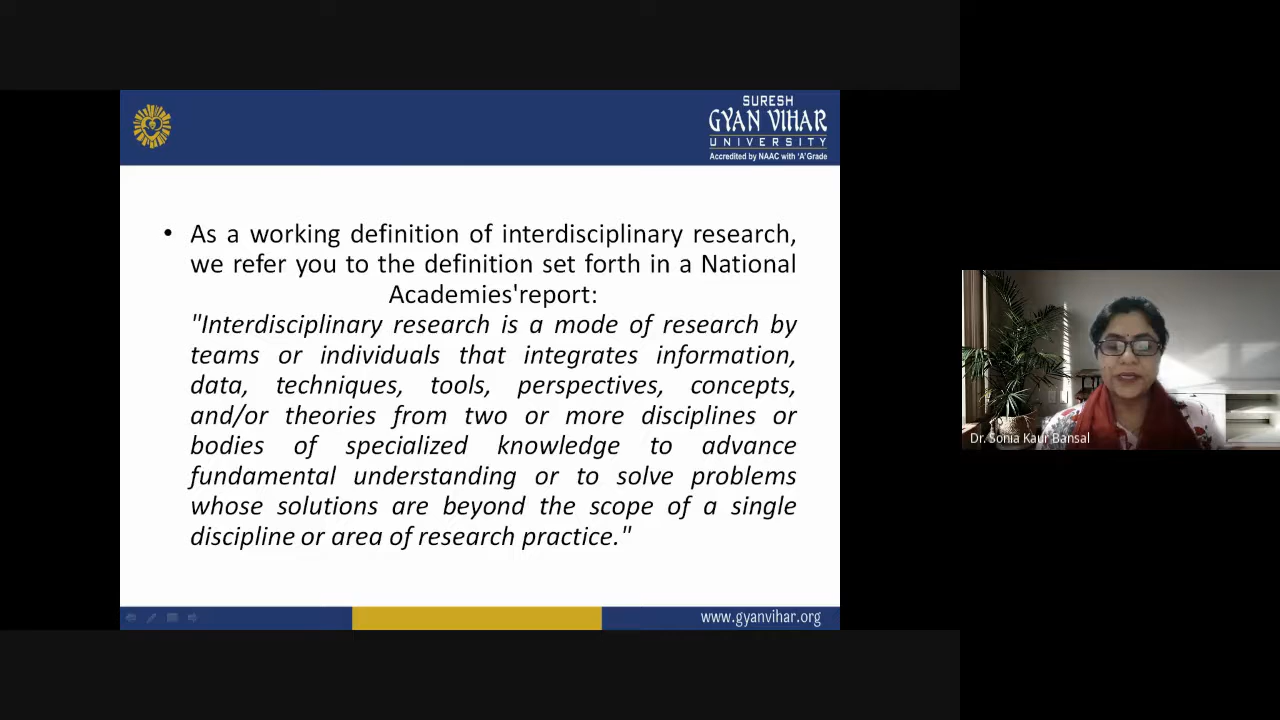 SURESH
GYAN VIHAR
UNIVERSITY
Accredited by NAAC with 'A' Grade
• As a working definition of interdisciplinary research,
we refer you to the definition set forth in a National
Academies'report:
"Interdisciplinary research is a mode of research by
teams or individuals that integrates information,
data, techniques, tools, perspectives, concepts,
and/or theories from two or more disciplines or
bodies of specialized knowledge to advance
fundamental understanding or to solve problems
whose solutions are beyond the scope of a single
discipline or area of research practice."
www.gyanvihar.org
Dr. Sonia Kaur Bansal